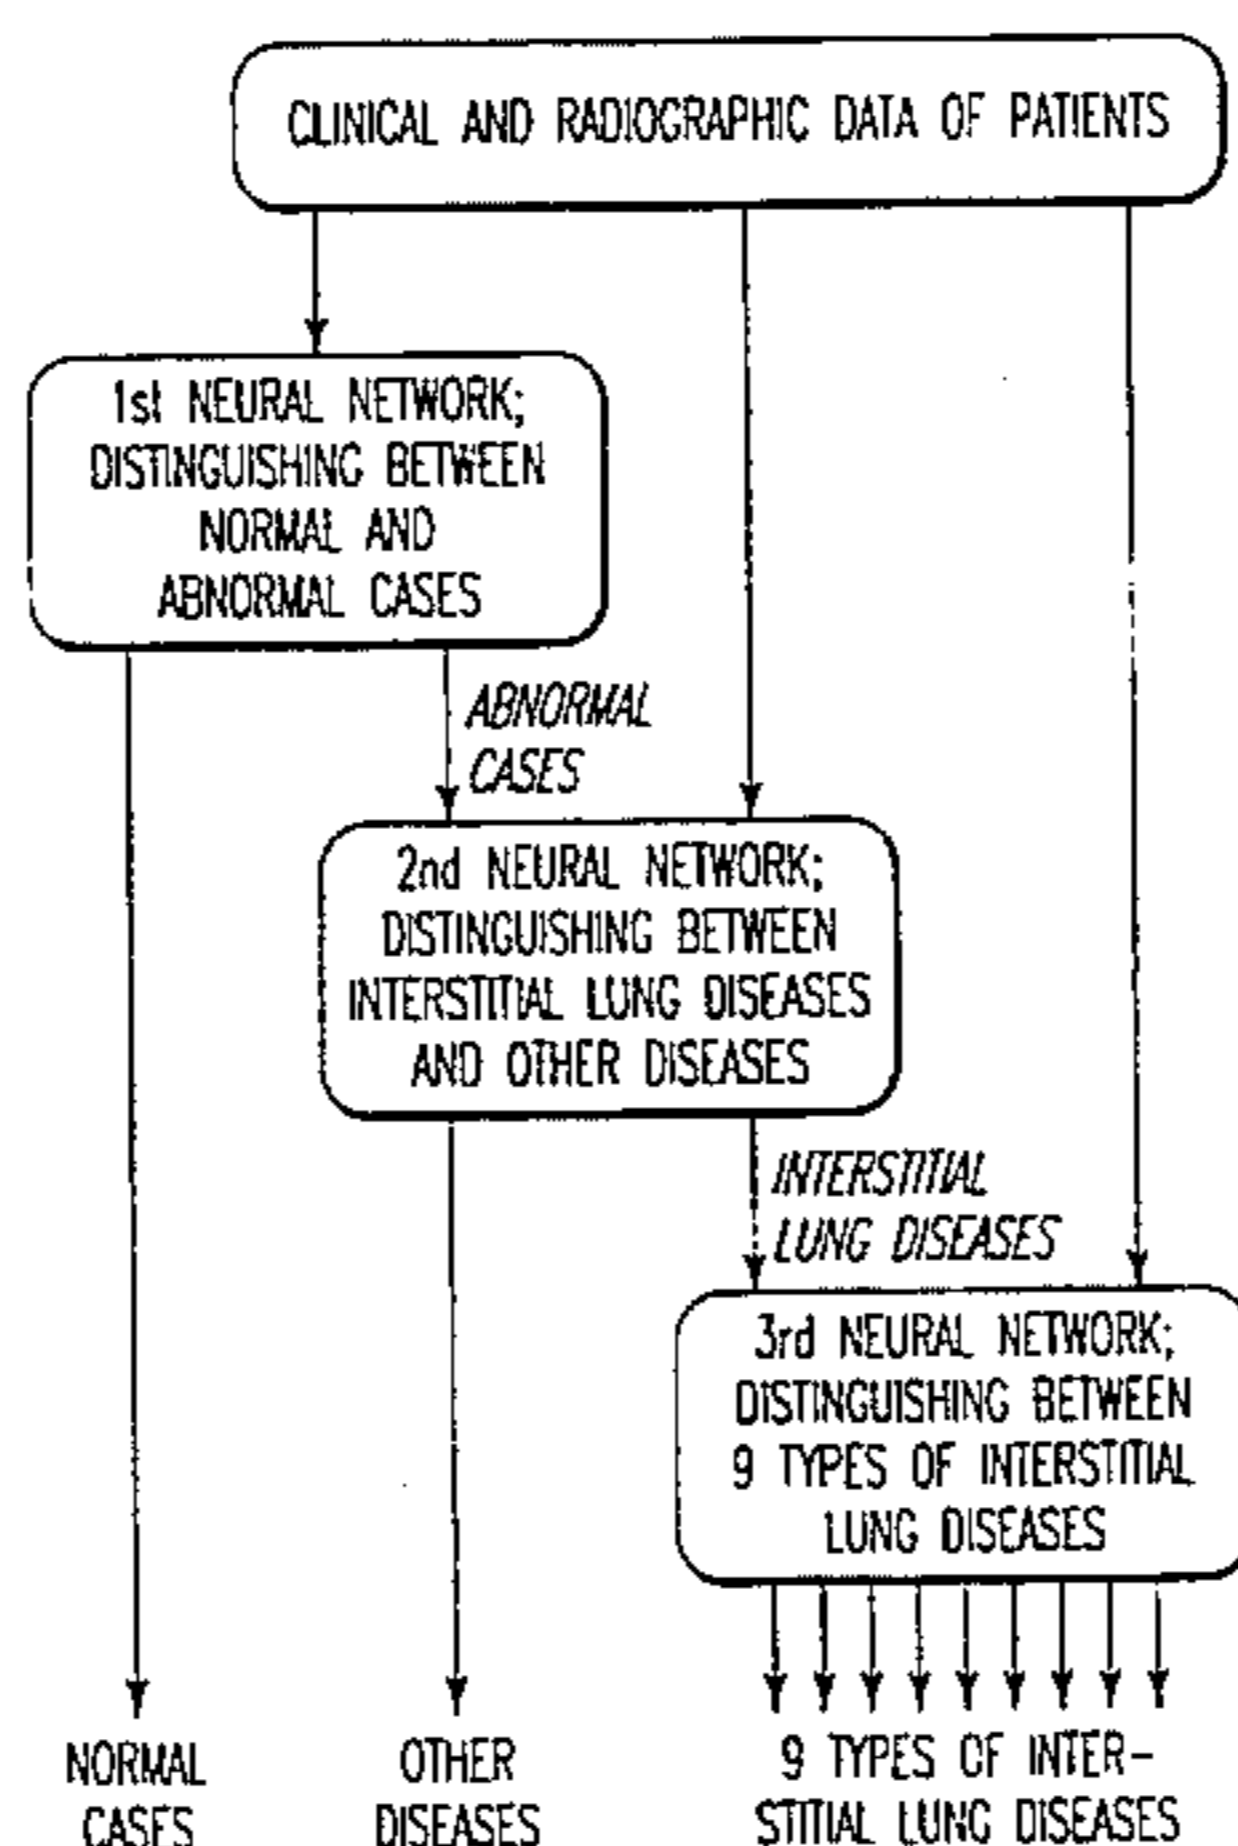 CLINICAL AND RADIOGRAPHIC DATA OF PATIENTS
1st NEURAL NETWORK;
DISTINGUISHING BETWEEN
NORMAL AND
ABNORMAL CASES
ABNORMAL
CASES
2nd NEURAL NETWORK;
DISTINGUISHING BETWEEN
INTERSTITIAL LUNG DISEASES
AND OTHER DISEASES
INTERSTITIAL
LUNG DISEASES
3rd NEURAL NETWORK;
DISTINGUISHING BETWEEN
9 TYPES OF INTERSTITIAL
LUNG DISEASES
NORMAL
CASES
OTHER
DISEASES
9 TYPES OF INTER-
STITIAL LUNG DISEASES